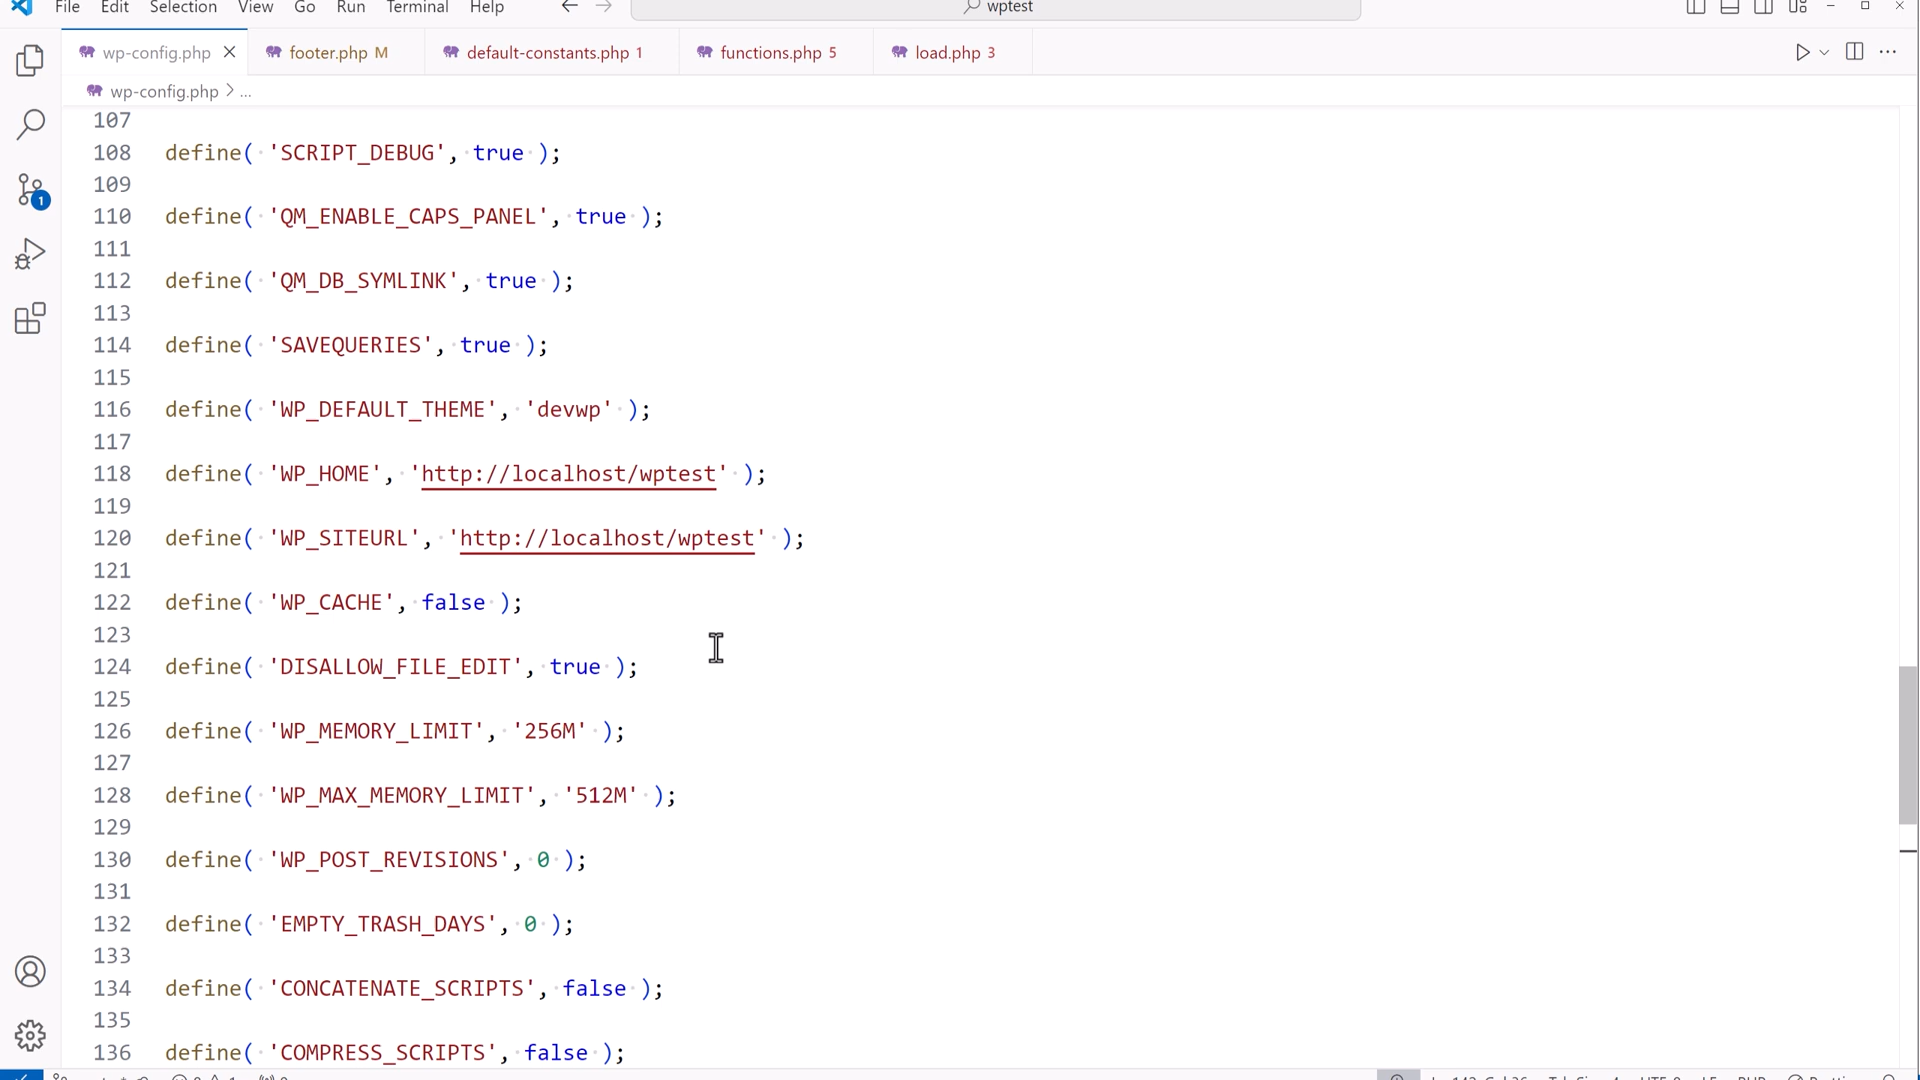 File Edit Selection View Go Run Terminal Help wptest
wp-config.php footer.php M default-constants.php 1 functions.php 5 load.php 3
wp-config.php > ...
107
108 define( 'SCRIPT_DEBUG', true );
109
110 define( 'QM_ENABLE_CAPS_PANEL', true );
111
112 define( 'QM_DB_SYMLINK', true );
113
114 define( 'SAVEQUERIES', true );
115
116 define( 'WP_DEFAULT_THEME', 'devwp' );
117
118 define( 'WP_HOME', 'http://localhost/wptest' );
119
120 define( 'WP_SITEURL', 'http://localhost/wptest' );
121
122 define( 'WP_CACHE', false );
123
124 define( 'DISALLOW_FILE_EDIT', true );
125
126 define( 'WP_MEMORY_LIMIT', '256M' );
127
128 define( 'WP_MAX_MEMORY_LIMIT', '512M' );
129
130 define( 'WP_POST_REVISIONS', 0 );
131
132 define( 'EMPTY_TRASH_DAYS', 0 );
133
134 define( 'CONCATENATE_SCRIPTS', false );
135
136 define( 'COMPRESS_SCRIPTS', false );
1